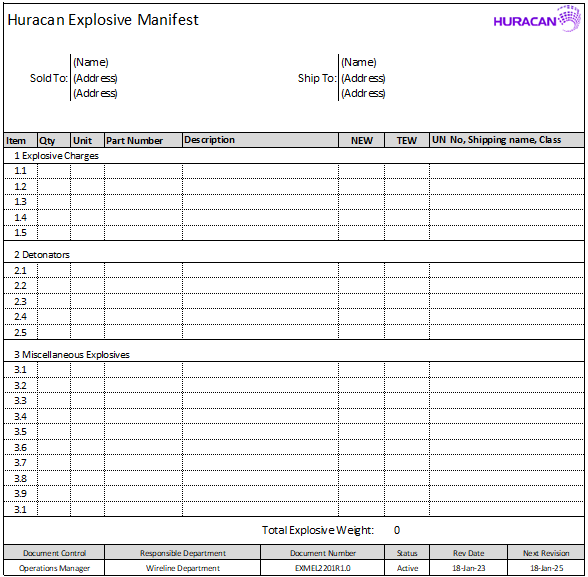 Huracan Explosive Manifest
HURACAN
Sold To: (Name)
(Address)
(Address)
Ship To: (Name)
(Address)
(Address)
Item Qty Unit Part Number Description NEW TEW UN No, Shipping name, Class
1 Explosive Charges
1.1
1.2
1.3
1.4
1.5
2 Detonators
2.1
2.2
2.3
2.4
2.5
3 Miscellaneous Explosives
3.1
3.2
3.3
3.4
3.5
3.6
3.7
3.8
3.9
3.1
Total Explosive Weight: 0
Document Control Responsible Department Document Number Status Rev Date Next Revision
Operations Manager Wireline Department EXMEL2201R1.0 Active 18-Jan-23 18-Jan-25